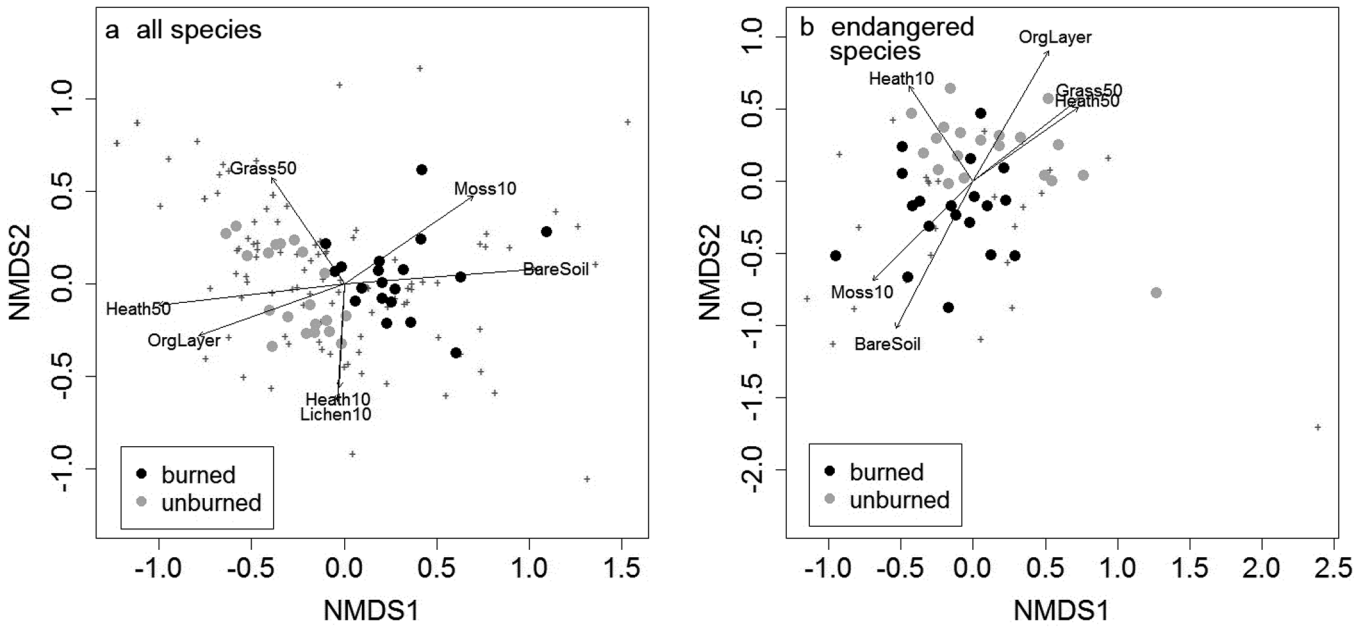 a all species
1.0
0.5
0.0
-0.5
-1.0
NMDS2
Grass50
Moss10
BareSoil
Heath50
OrgLayer
Heath10
Lichen10
burned
unburned
-1.0 -0.5 0.0 0.5 1.0 1.5
NMDS1
b endangered
species
1.0
0.5
0.0
-0.5
-1.0
-1.5
-2.0
NMDS2
OrgLayer
Heath10
Grass50
Heath50
Moss10
BareSoil
burned
unburned
-1.0 -0.5 0.0 0.5 1.0 1.5 2.0 2.5
NMDS1